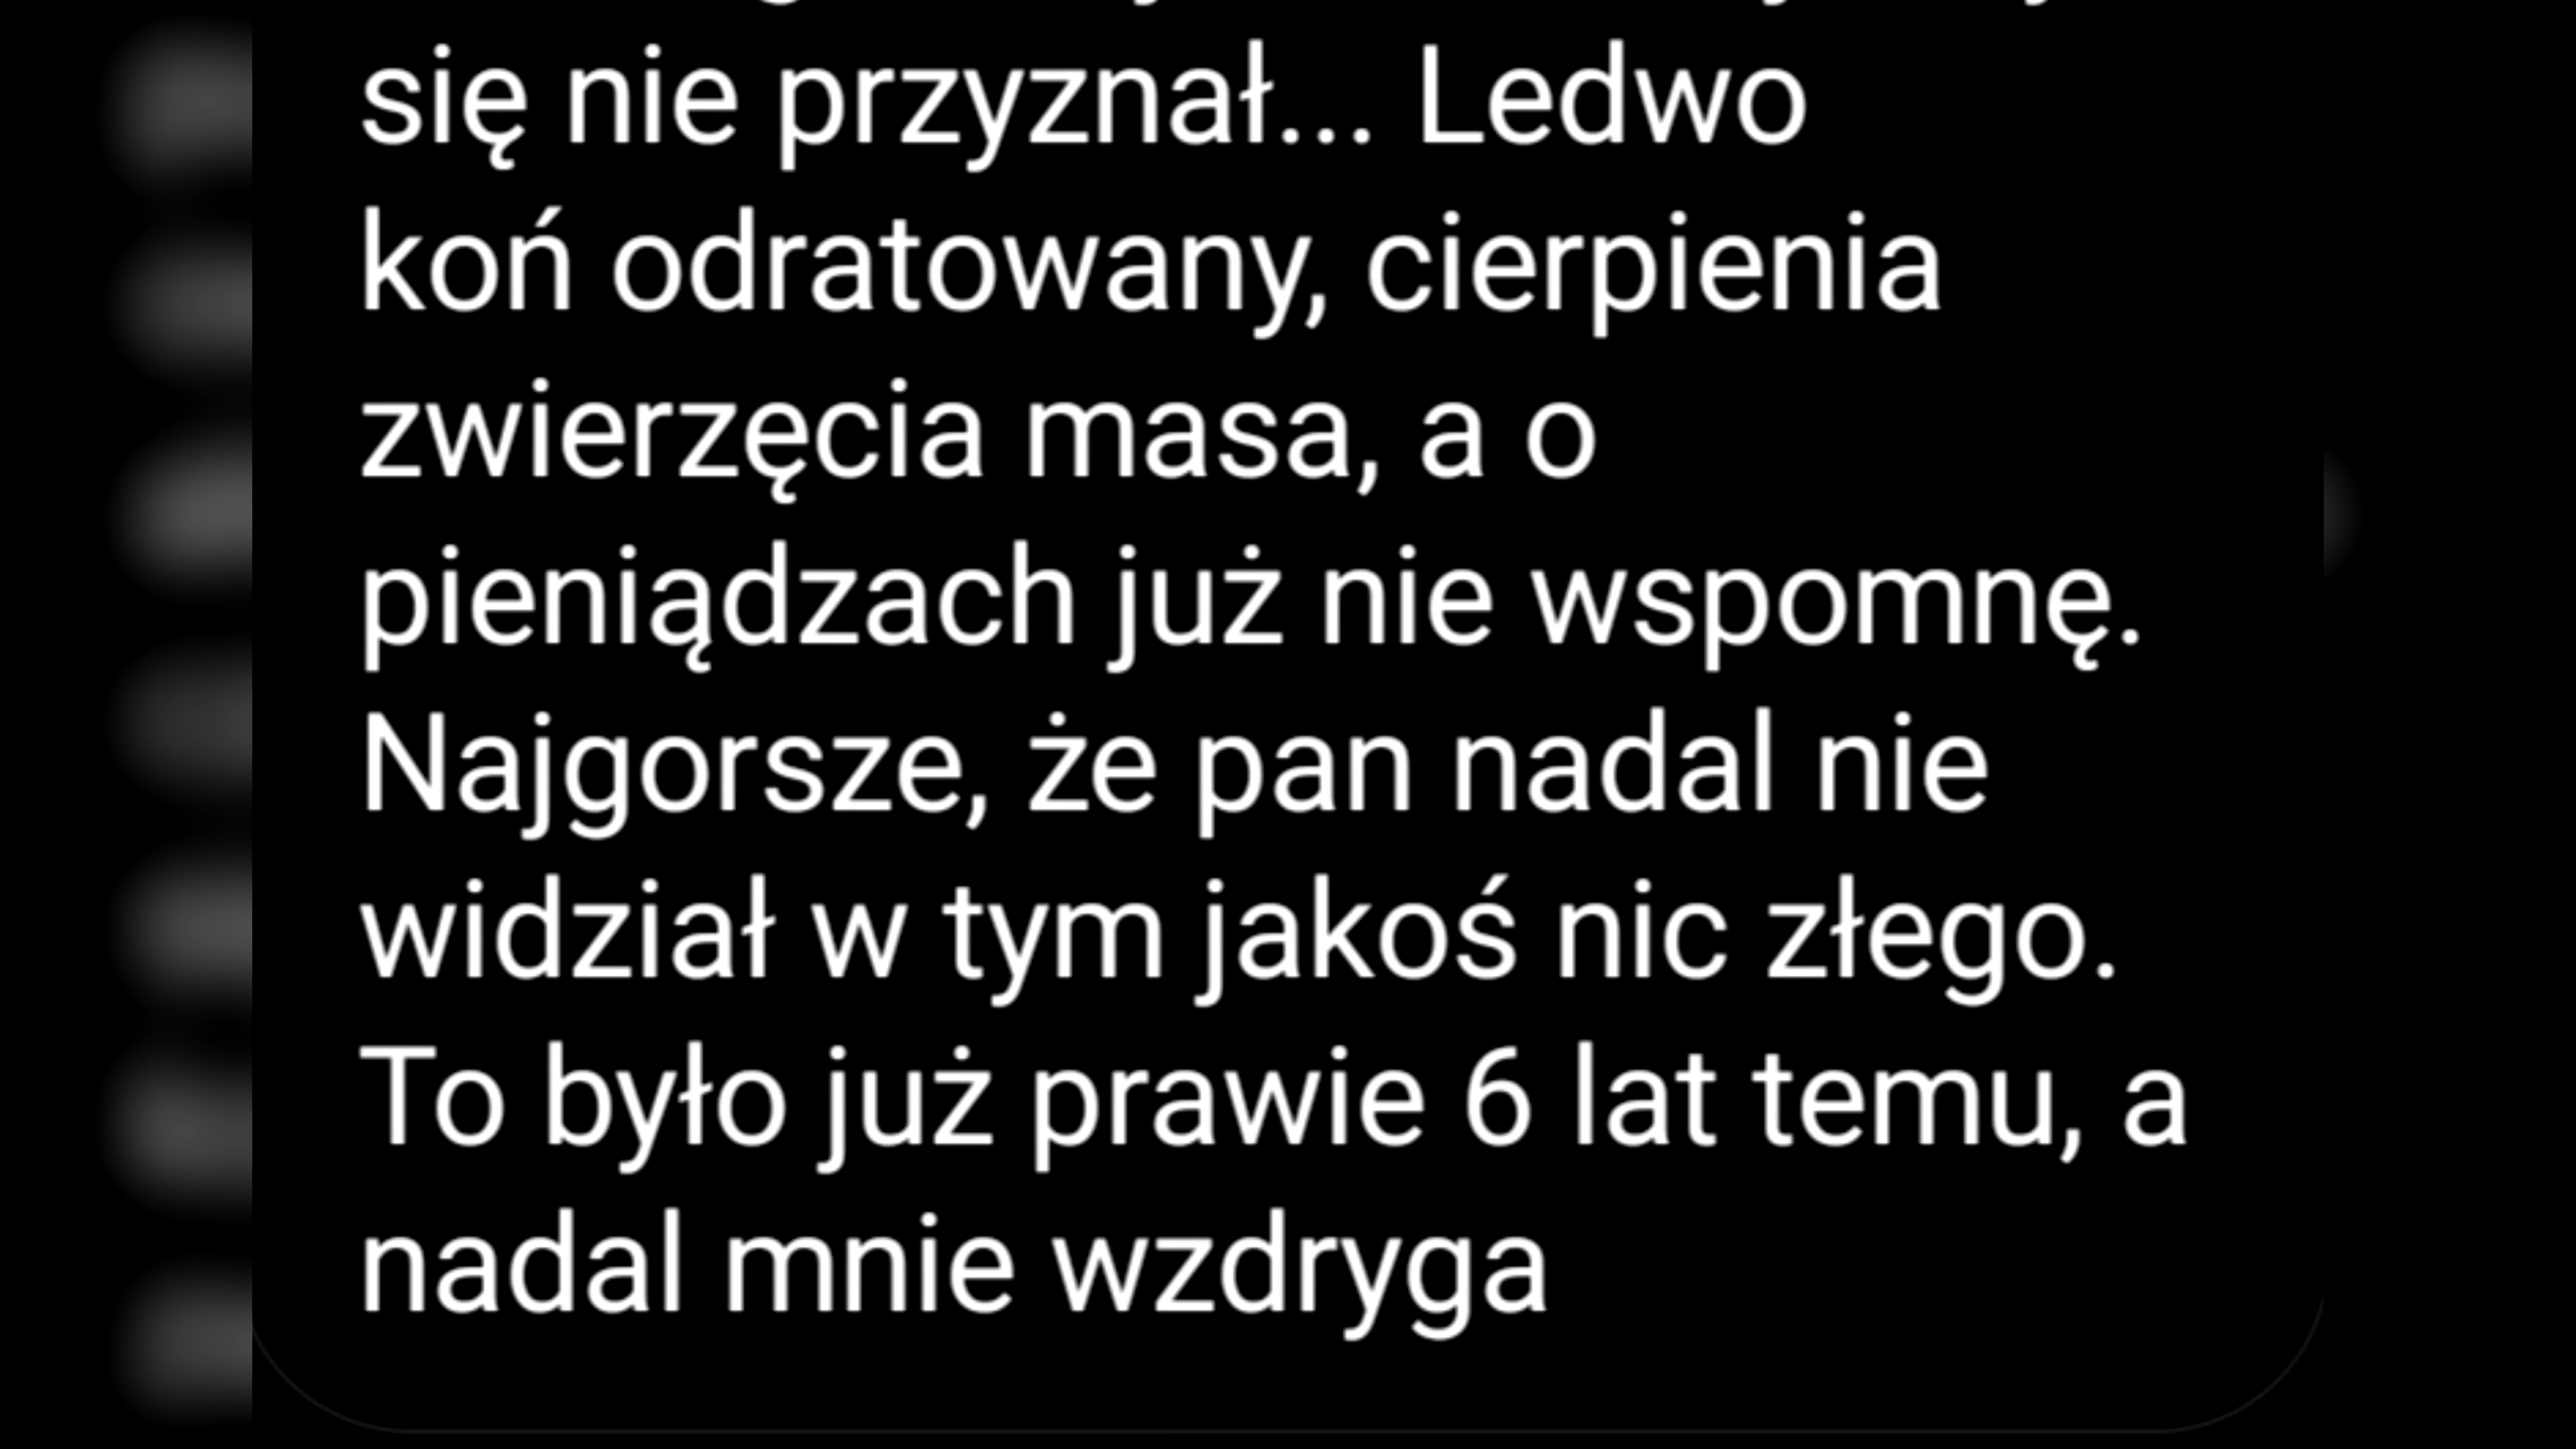 się nie przyznał... Ledwo
koń odratowany, cierpienia
zwierzęcia masa, a o
pieniądzach już nie wspomnę.
Najgorsze, że pan nadal nie
widział w tym jakoś nic złego.
To było już prawie 6 lat temu, a
nadal mnie wzdryga